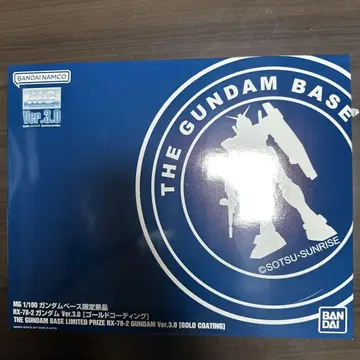 BANDAI NAMCO
MG
Ver.3.0
THE GUNDAM BASE
©SOTSU・SUNRISE
MG 1/100 ガンダムベース限定景品
RX-78-2 ガンダム Ver.3.0 [ゴールドコーティング]
THE GUNDAM BASE LIMITED PRIZE RX-78-2 GUNDAM Ver.3.0 [GOLD COATING]
BAN
DAI